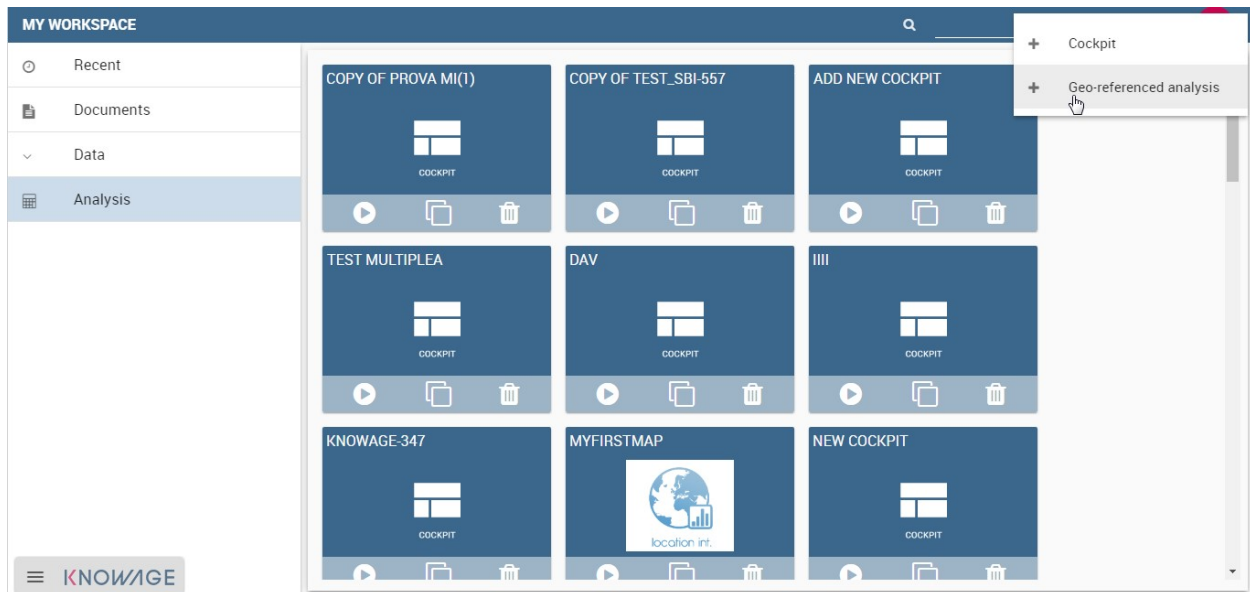 MY WORKSPACE
Cockpit
Geo-referenced analysis
Recent
Documents
Data
Analysis
COPY OF PROVA MI(1)
COPY OF TEST_SBI-557
ADD NEW COCKPIT
COCKPIT
COCKPIT
COCKPIT
TEST MULTIPLEA
DAV
IIII
COCKPIT
COCKPIT
COCKPIT
KNOWAGE-347
MYFIRSTMAP
NEW COCKPIT
COCKPIT
location int.
COCKPIT
KNOWAGE